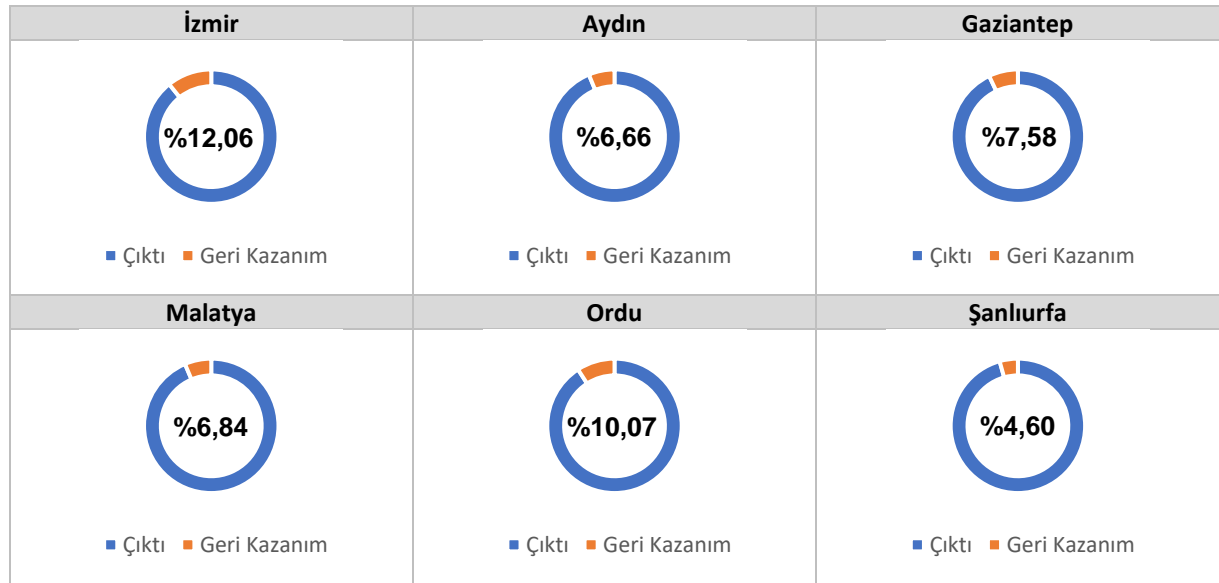 İzmir
Aydın
Gaziantep
%12,06
%6,66
%7,58
Çıktı Geri Kazanım
Çıktı Geri Kazanım
Çıktı Geri Kazanım
Malatya
Ordu
Şanlıurfa
%6,84
%10,07
%4,60
Çıktı Geri Kazanım
Çıktı Geri Kazanım
Çıktı Geri Kazanım